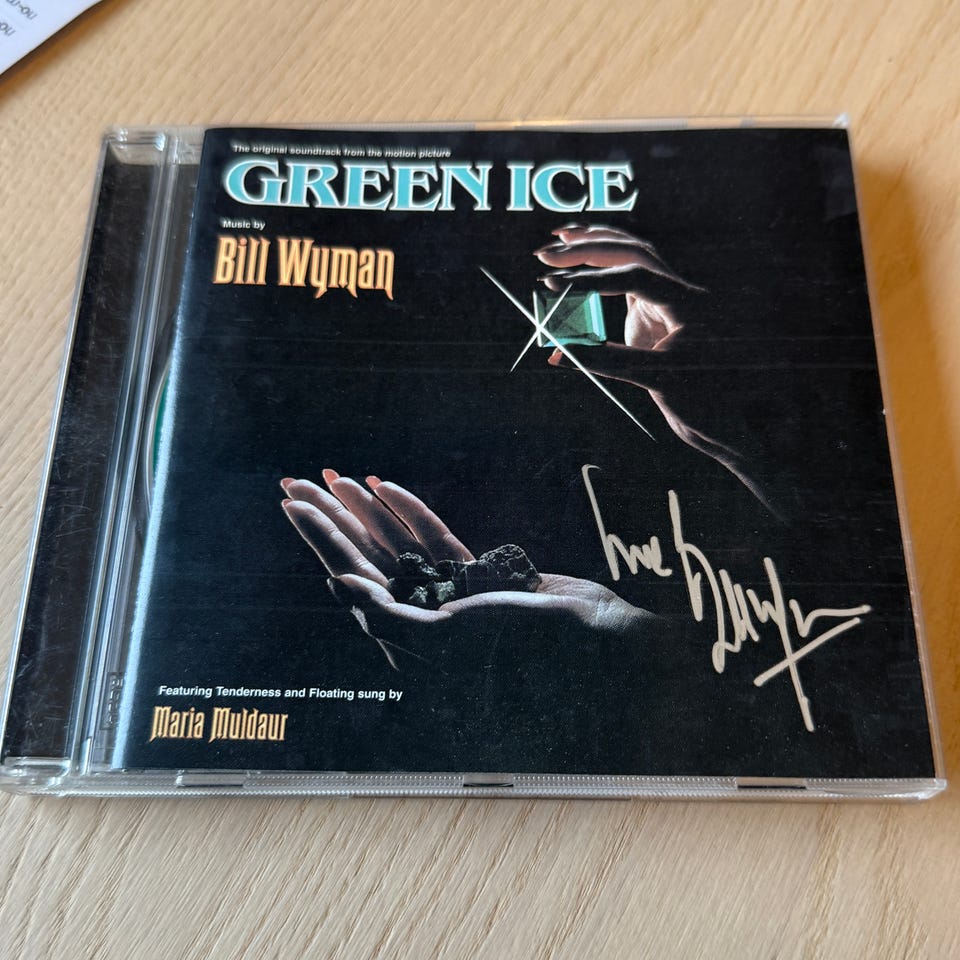 The original soundtrack from the motion picture
GREEN ICE
Music by
Bill Wyman
Featuring Tenderness and Floating sung by
Maria Muldaur